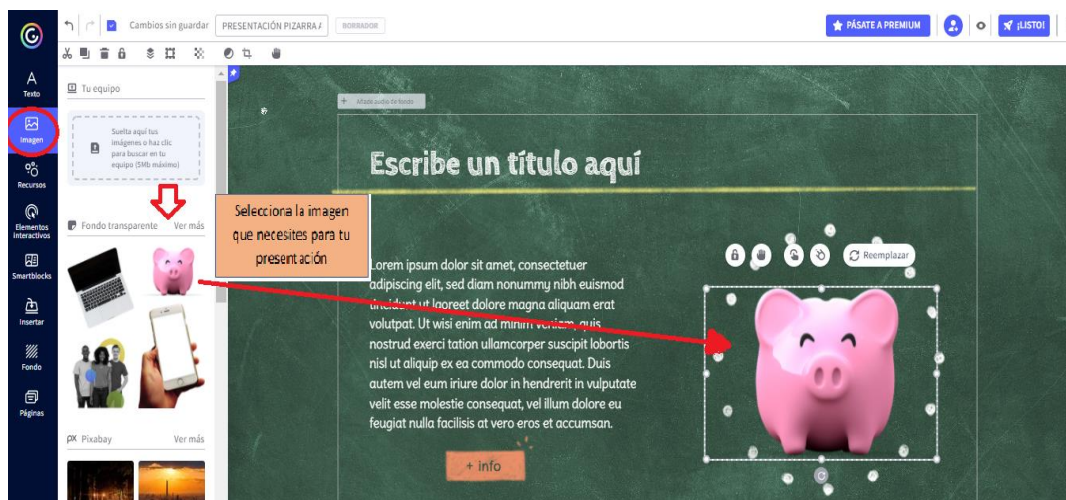 Cambios sin guardar
PRESENTACIÓN PIZARRA A
BORRADOR
PÁSATE A PREMIUM
¡LISTO!
Texto
Imagen
Recursos
Elementos
interactivos
Smartblocks
Insertar
Fondo
Páginas
Tu equipo
Suelta aquí tus
imágenes o haz clic
para buscar en tu
equipo (5Mb máximo)
Fondo transparente
Ver más
px Pixabay
Ver más
Selecciona la imagen
que necesites para tu
presentación
+ Añade audio de fondo
Escribe un título aquí
Lorem ipsum dolor sit amet, consectetuer
adipiscing elit, sed diam nonummy nibh euismod
tincidunt ut laoreet dolore magna aliquam erat
volutpat. Ut wisi enim ad minim veniam, quis
nostrud exerci tation ullamcorper suscipit lobortis
nisl ut aliquip ex ea commodo consequat. Duis
autem vel eum iriure dolor in hendrerit in vulputate
velit esse molestie consequat, vel illum dolore eu
feugiat nulla facilisis at vero eros et accumsan.
+ info
Reemplazar